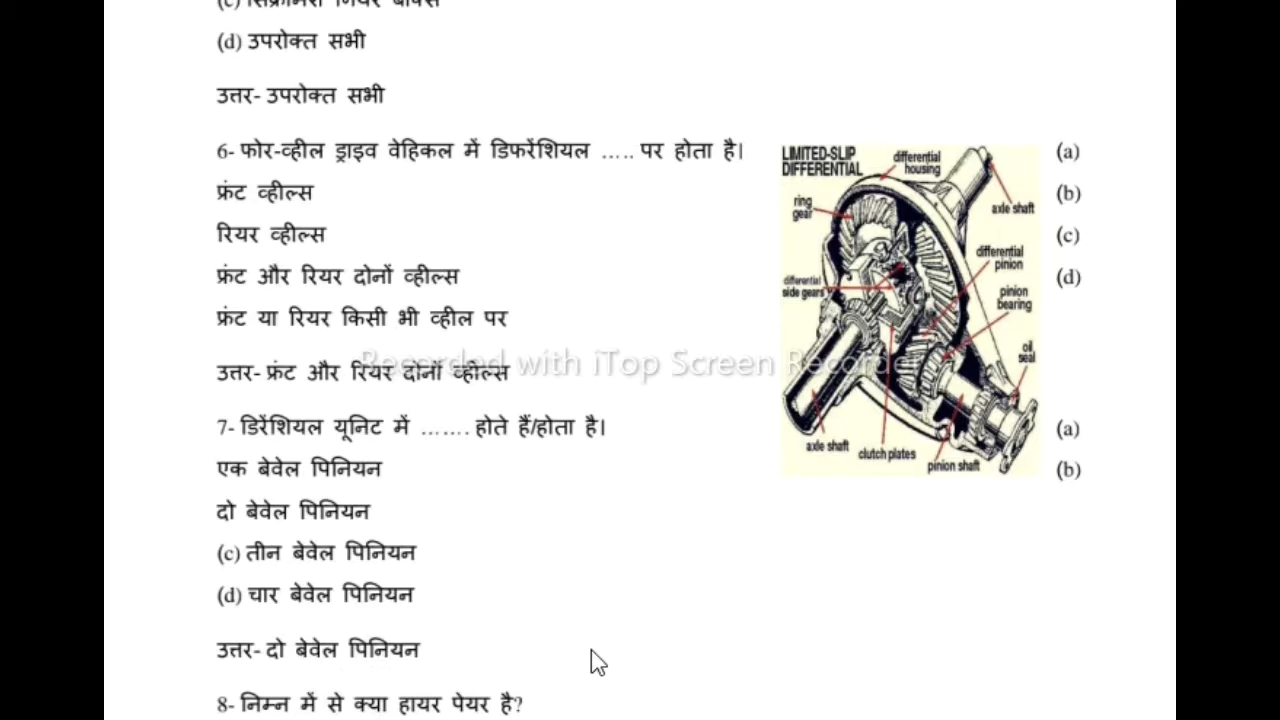 (c) सिंक्रोमेश गियर बॉक्स
(d) उपरोक्त सभी
उत्तर- उपरोक्त सभी
6- फोर-व्हील ड्राइव वेहिकल में डिफरेंशियल ..... पर होता है। (a)
फ्रंट व्हील्स (b)
रियर व्हील्स (c)
फ्रंट और रियर दोनों व्हील्स (d)
फ्रंट या रियर किसी भी व्हील पर
उत्तर- फ्रंट और रियर दोनों व्हील्स
7- डिरेंशियल यूनिट में ....... होते हैं/होता है। (a)
एक बेवेल पिनियन (b)
दो बेवेल पिनियन
(c) तीन बेवेल पिनियन
(d) चार बेवेल पिनियन
उत्तर- दो बेवेल पिनियन
8- निम्न में से क्या हायर पेयर है?
LIMITED-SLIP
DIFFERENTIAL
differential
housing
axle shaft
ring
gear
differential
pinion
differential
side gears
pinion
bearing
oil
seal
axle shaft
clutch plates
pinion shaft
Recorded with iTop Screen Recorder